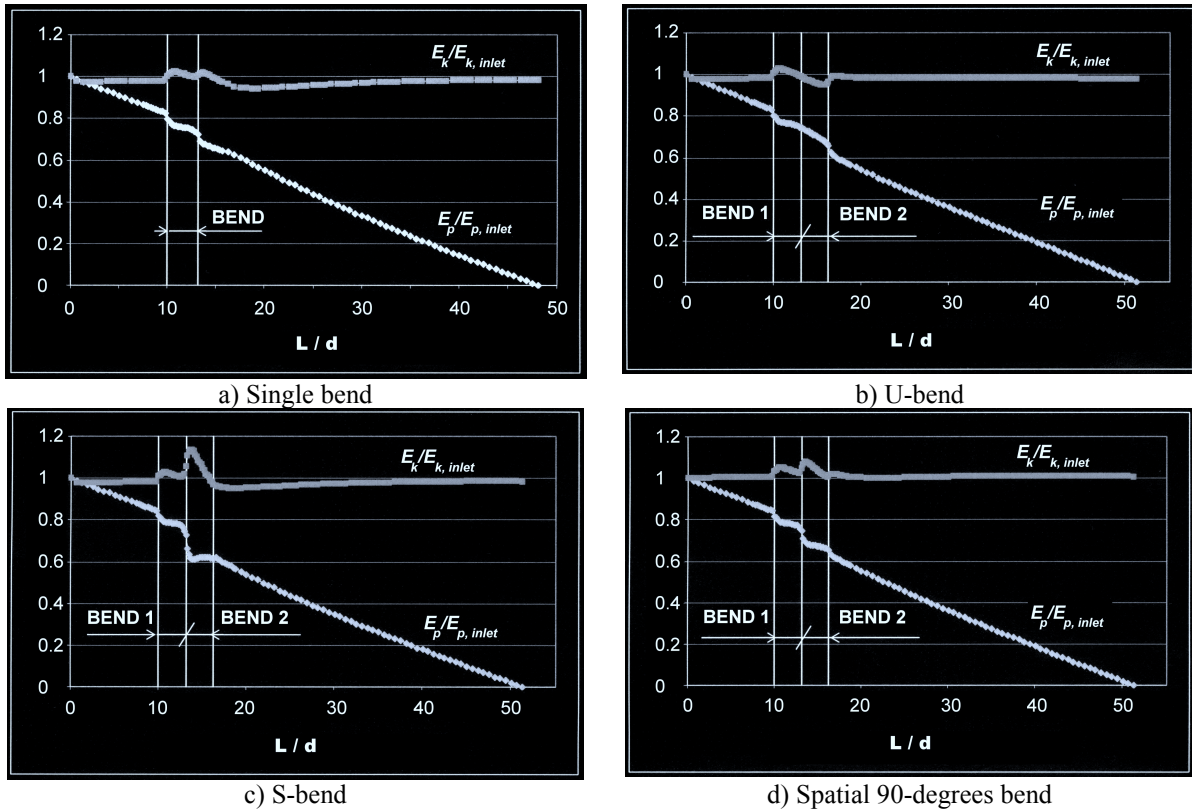 1.2
E_k/E_k, inlet
1
0.8
0.6
BEND
E_p/E_p, inlet
0.4
0.2
0
0 10 20 30 40 50
L / d
a) Single bend
1.2
E_k/E_k, inlet
1
0.8
0.6
BEND 1 BEND 2
E_p/E_p, inlet
0.4
0.2
0
0 10 20 30 40 50
L / d
b) U-bend
1.2
E_k/E_k, inlet
1
0.8
0.6
0.4
BEND 1 BEND 2
E_p/E_p, inlet
0.2
0
0 10 20 30 40 50
L / d
c) S-bend
1.2
E_k/E_k, inlet
1
0.8
0.6
0.4
BEND 1 BEND 2
E_p/E_p, inlet
0.2
0
0 10 20 30 40 50
L / d
d) Spatial 90-degrees bend